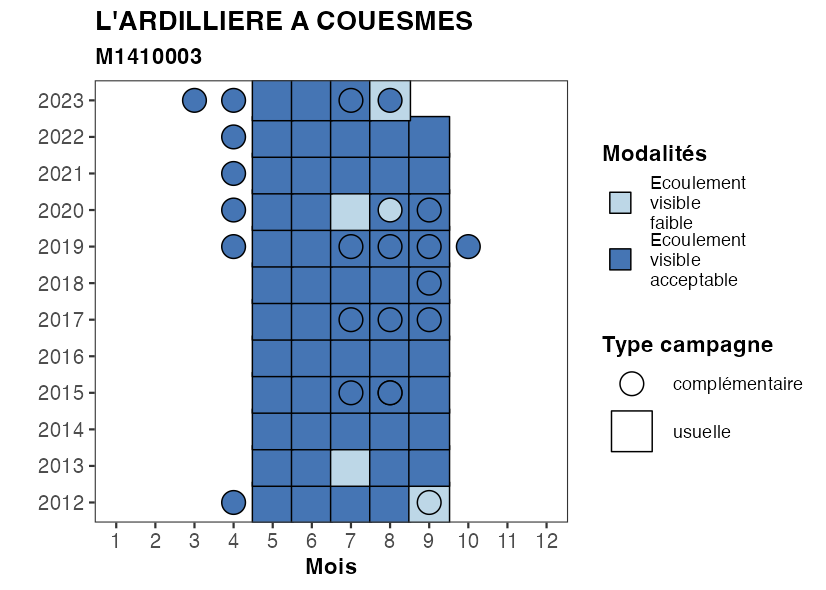 L'ARDILLIERE A COUESMES
M1410003
2023
2022
2021
2020
2019
2018
2017
2016
2015
2014
2013
2012
1 2 3 4 5 6 7 8 9 10 11 12
Mois
Modalités
Ecoulement
visible
faible
Ecoulement
visible
acceptable
Type campagne
complémentaire
usuelle